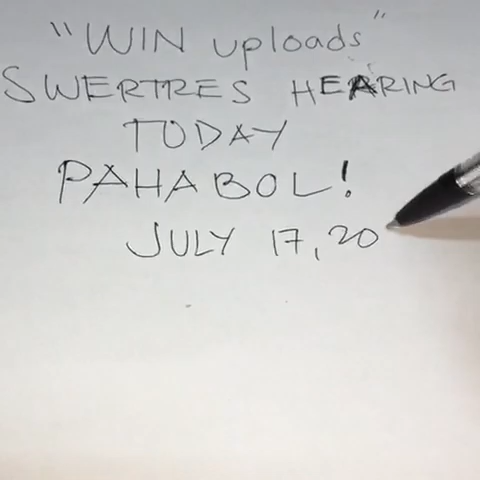 "WIN uploads"
SWERTRES HEARING
TODAY
PAHABOL!
JULY 17, 20